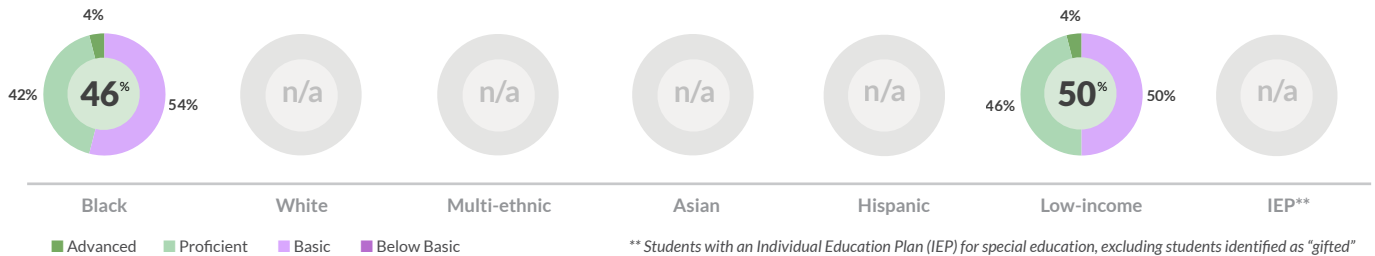 4%
4%
46%
n/a
n/a
n/a
n/a
50%
n/a
42%
54%
46%
50%
Black
White
Multi-ethnic
Asian
Hispanic
Low-income
IEP**
Advanced
Proficient
Basic
Below Basic
** Students with an Individual Education Plan (IEP) for special education, excluding students identified as “gifted”